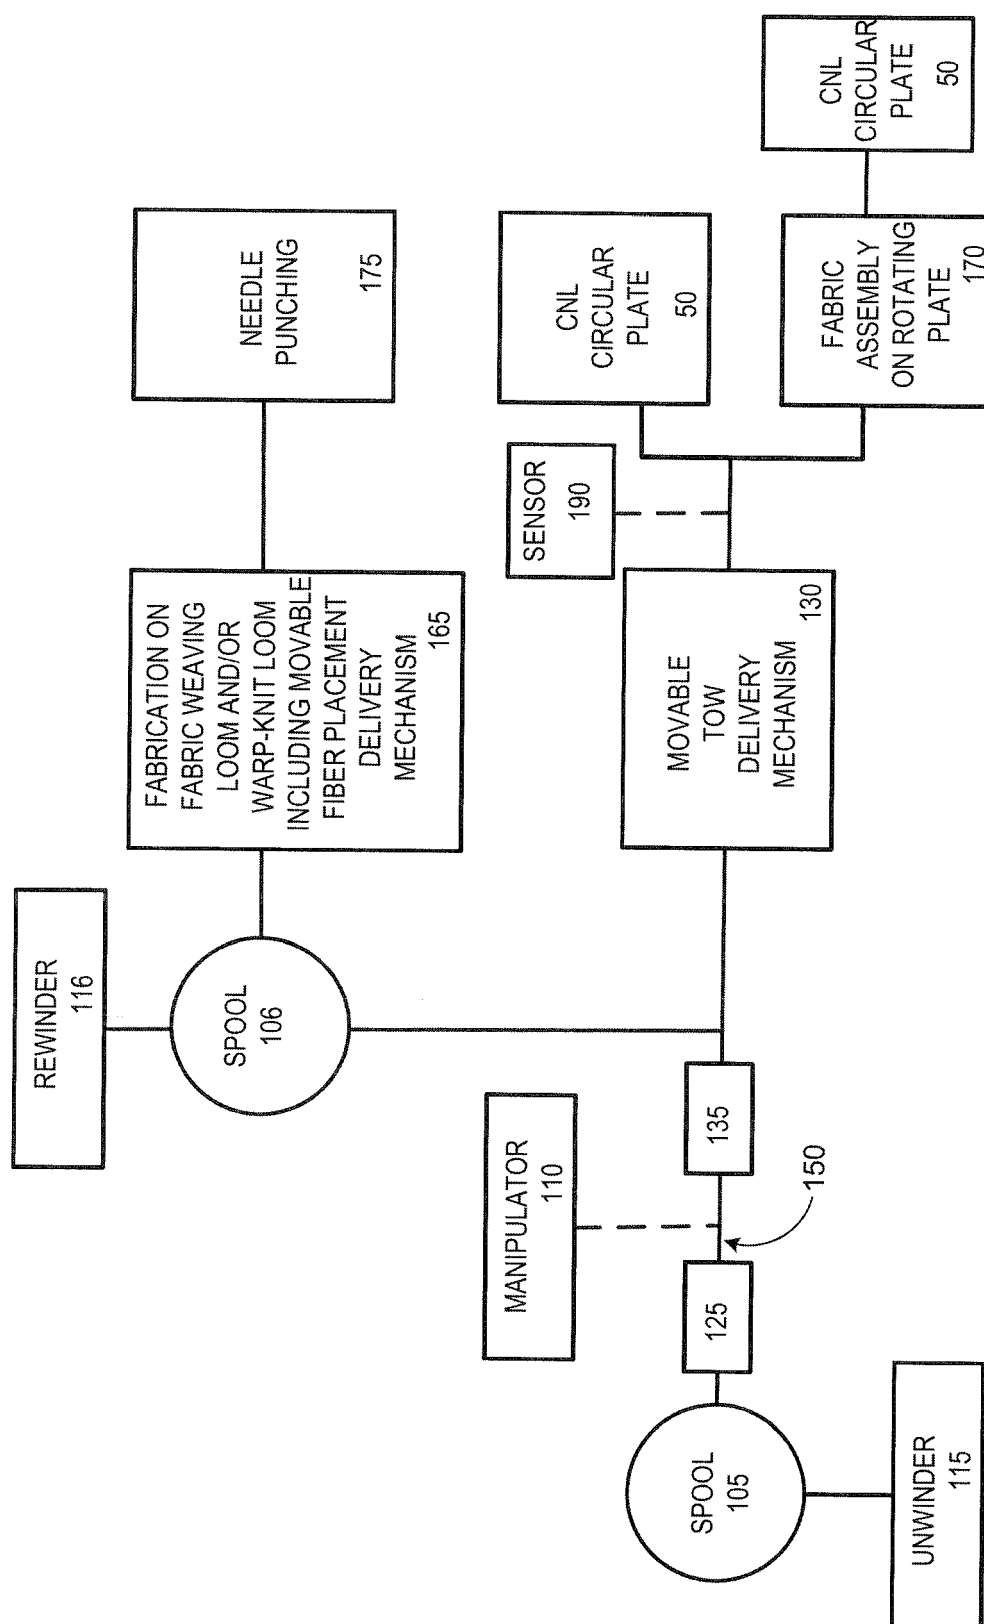 REWINDER
116
SPOOL
106
FABRICATION ON
FABRIC WEAVING
LOOM AND/OR
WARP-KNIT LOOM
INCLUDING MOVABLE
FIBER PLACEMENT
DELIVERY
MECHANISM
165
NEEDLE
PUNCHING
175
MANIPULATOR
110
SENSOR
190
CNL
CIRCULAR
PLATE
50
UNWINDER
115
SPOOL
105
125
150
135
MOVABLE
TOW
DELIVERY
MECHANISM
130
FABRIC
ASSEMBLY
ON ROTATING
PLATE
170
CNL
CIRCULAR
PLATE
50